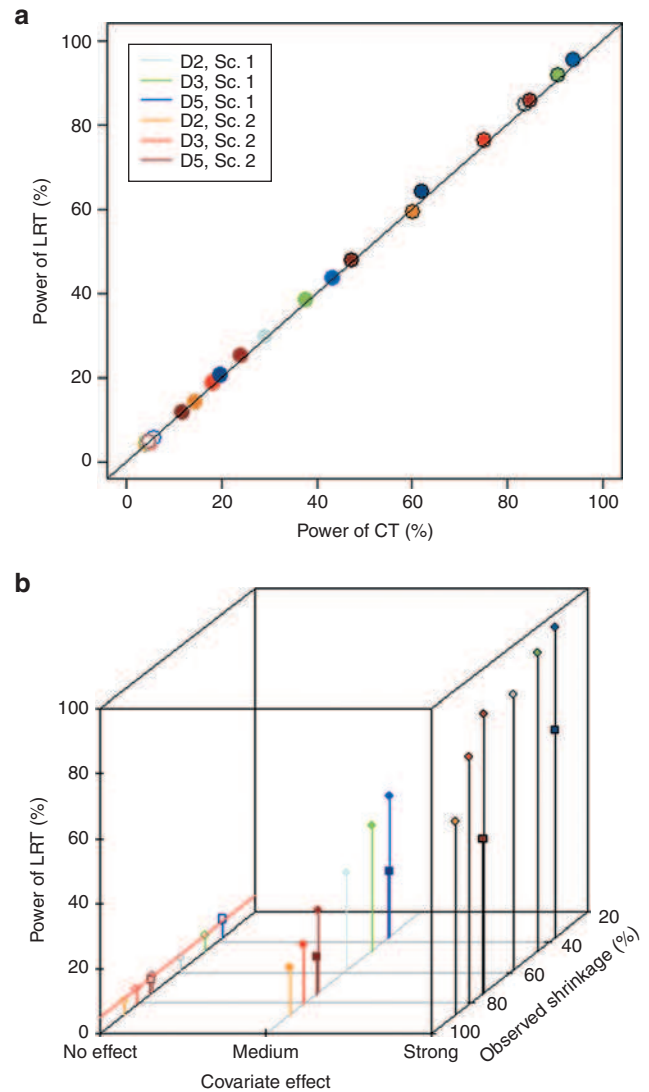 a
100
80
60
40
20
0
Power of LRT (%)
D2, Sc. 1
D3, Sc. 1
D5, Sc. 1
D2, Sc. 2
D3, Sc. 2
D5, Sc. 2
0
20
40
60
80
100
Power of CT (%)
b
100
80
60
40
20
0
Power of LRT (%)
No effect
Medium
Strong
Covariate effect
20
40
60
80
100
Observed shrinkage (%)